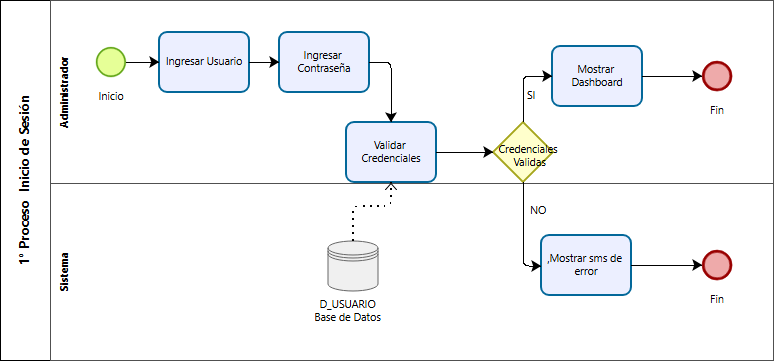 1° Proceso Inicio de Sesión
Administrador
Inicio
Ingresar Usuario
Ingresar
Contraseña
Validar
Credenciales
Credenciales
Validas
SI
Mostrar
Dashboard
Fin
Sistema
D_USUARIO
Base de Datos
NO
,Mostrar sms de
error
Fin